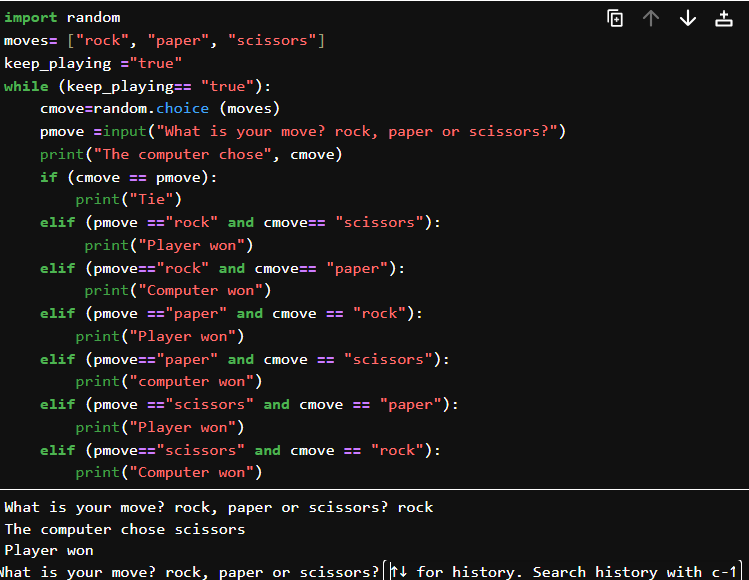 import random
moves= ["rock", "paper", "scissors"]
keep_playing ="true"
while (keep_playing== "true"):
    cmove=random.choice (moves)
    pmove =input("What is your move? rock, paper or scissors?")
    print("The computer chose", cmove)
    if (cmove == pmove):
        print("Tie")
    elif (pmove =="rock" and cmove== "scissors"):
         print("Player won")
    elif (pmove=="rock" and cmove== "paper"):
         print("Computer won")
    elif (pmove =="paper" and cmove == "rock"):
        print("Player won")
    elif (pmove=="paper" and cmove == "scissors"):
        print("computer won")
    elif (pmove =="scissors" and cmove == "paper"):
        print("Player won")
    elif (pmove=="scissors" and cmove == "rock"):
        print("Computer won")
What is your move? rock, paper or scissors? rock
The computer chose scissors
Player won
What is your move? rock, paper or scissors? ↑↓ for history. Search history with c-↑